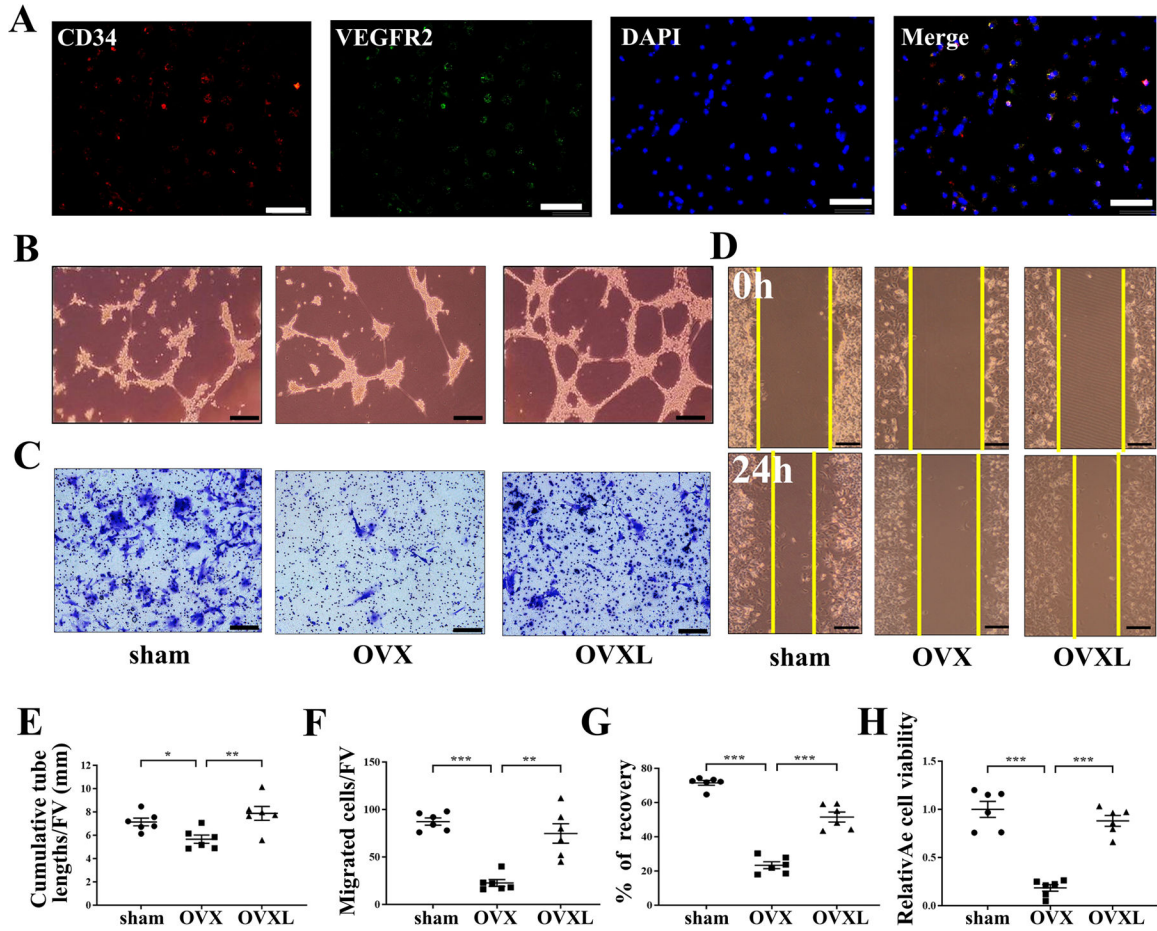 A
CD34
VEGFR2
DAPI
Merge
B
D
0h
C
24h
sham
OVX
OVXL
sham
OVX
OVXL
E
Cumulative tube
lengths/FV (mm)
14
12
10
8
6
4
2
0
*
**
sham
OVX
OVXL
F
Migrated cells/FV
150
100
50
0
***
**
sham
OVX
OVXL
G
% of recovery
80
60
40
20
0
***
***
sham
OVX
OVXL
H
RelativAe cell viability
1.5
1.0
0.5
0.0
***
***
sham
OVX
OVXL